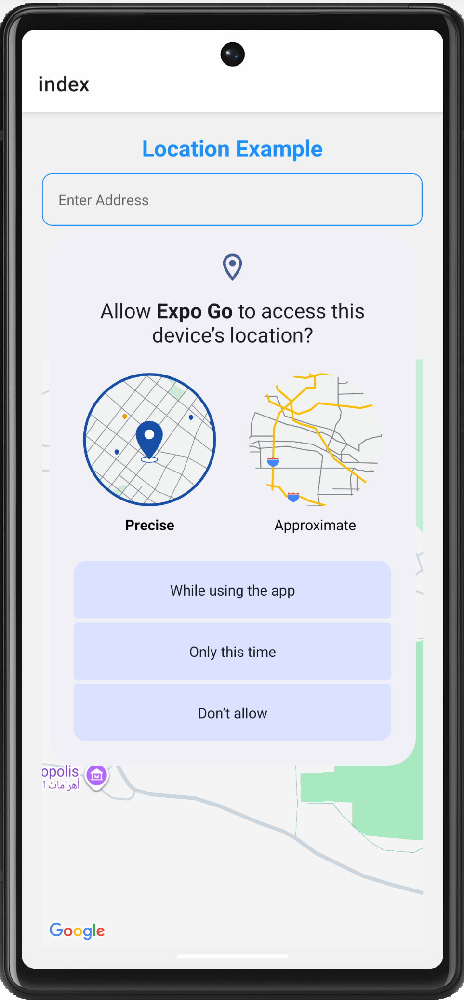 index
Location Example
Enter Address
Allow Expo Go to access this
device’s location?
Precise
Approximate
While using the app
Only this time
Don’t allow
opolis
أهرامات ا
Google